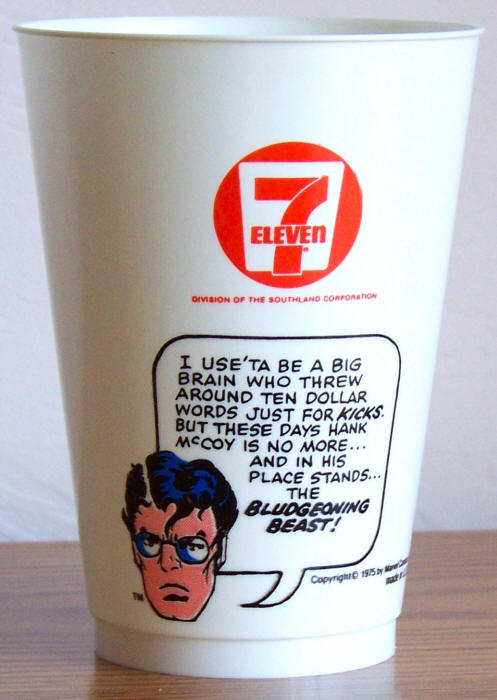 7
ELEVEn
®
DIVISION OF THE SOUTHLAND CORPORATION
I USE'TA BE A BIG
BRAIN WHO THREW
AROUND TEN DOLLAR
WORDS JUST FOR KICKS.
BUT THESE DAYS HANK
McCOY IS NO MORE...
AND IN HIS
PLACE STANDS...
THE
BLUDGEONING
BEAST!
Copyright © 1975 by Marvel
made in
TM